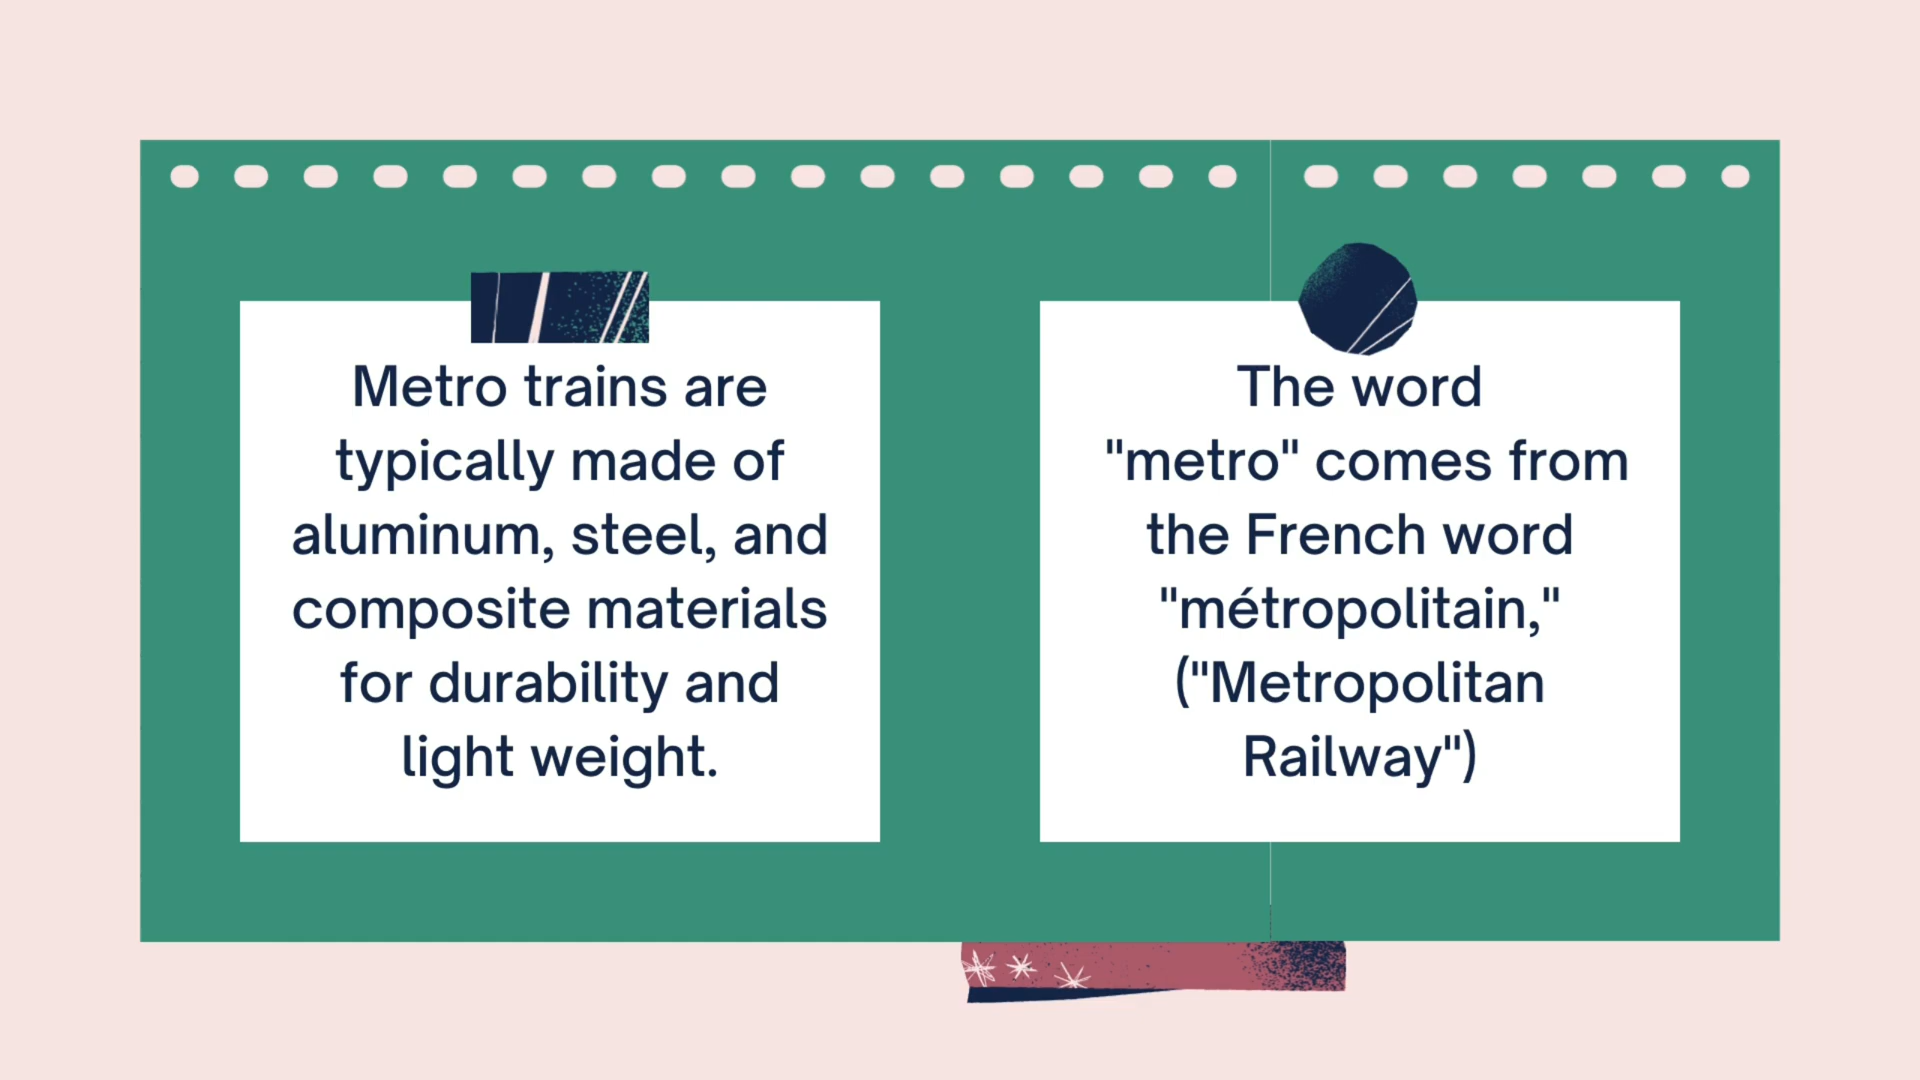 Metro trains are
typically made of
aluminum, steel, and
composite materials
for durability and
light weight.
The word
"metro" comes from
the French word
"métropolitain,"
("Metropolitan
Railway")